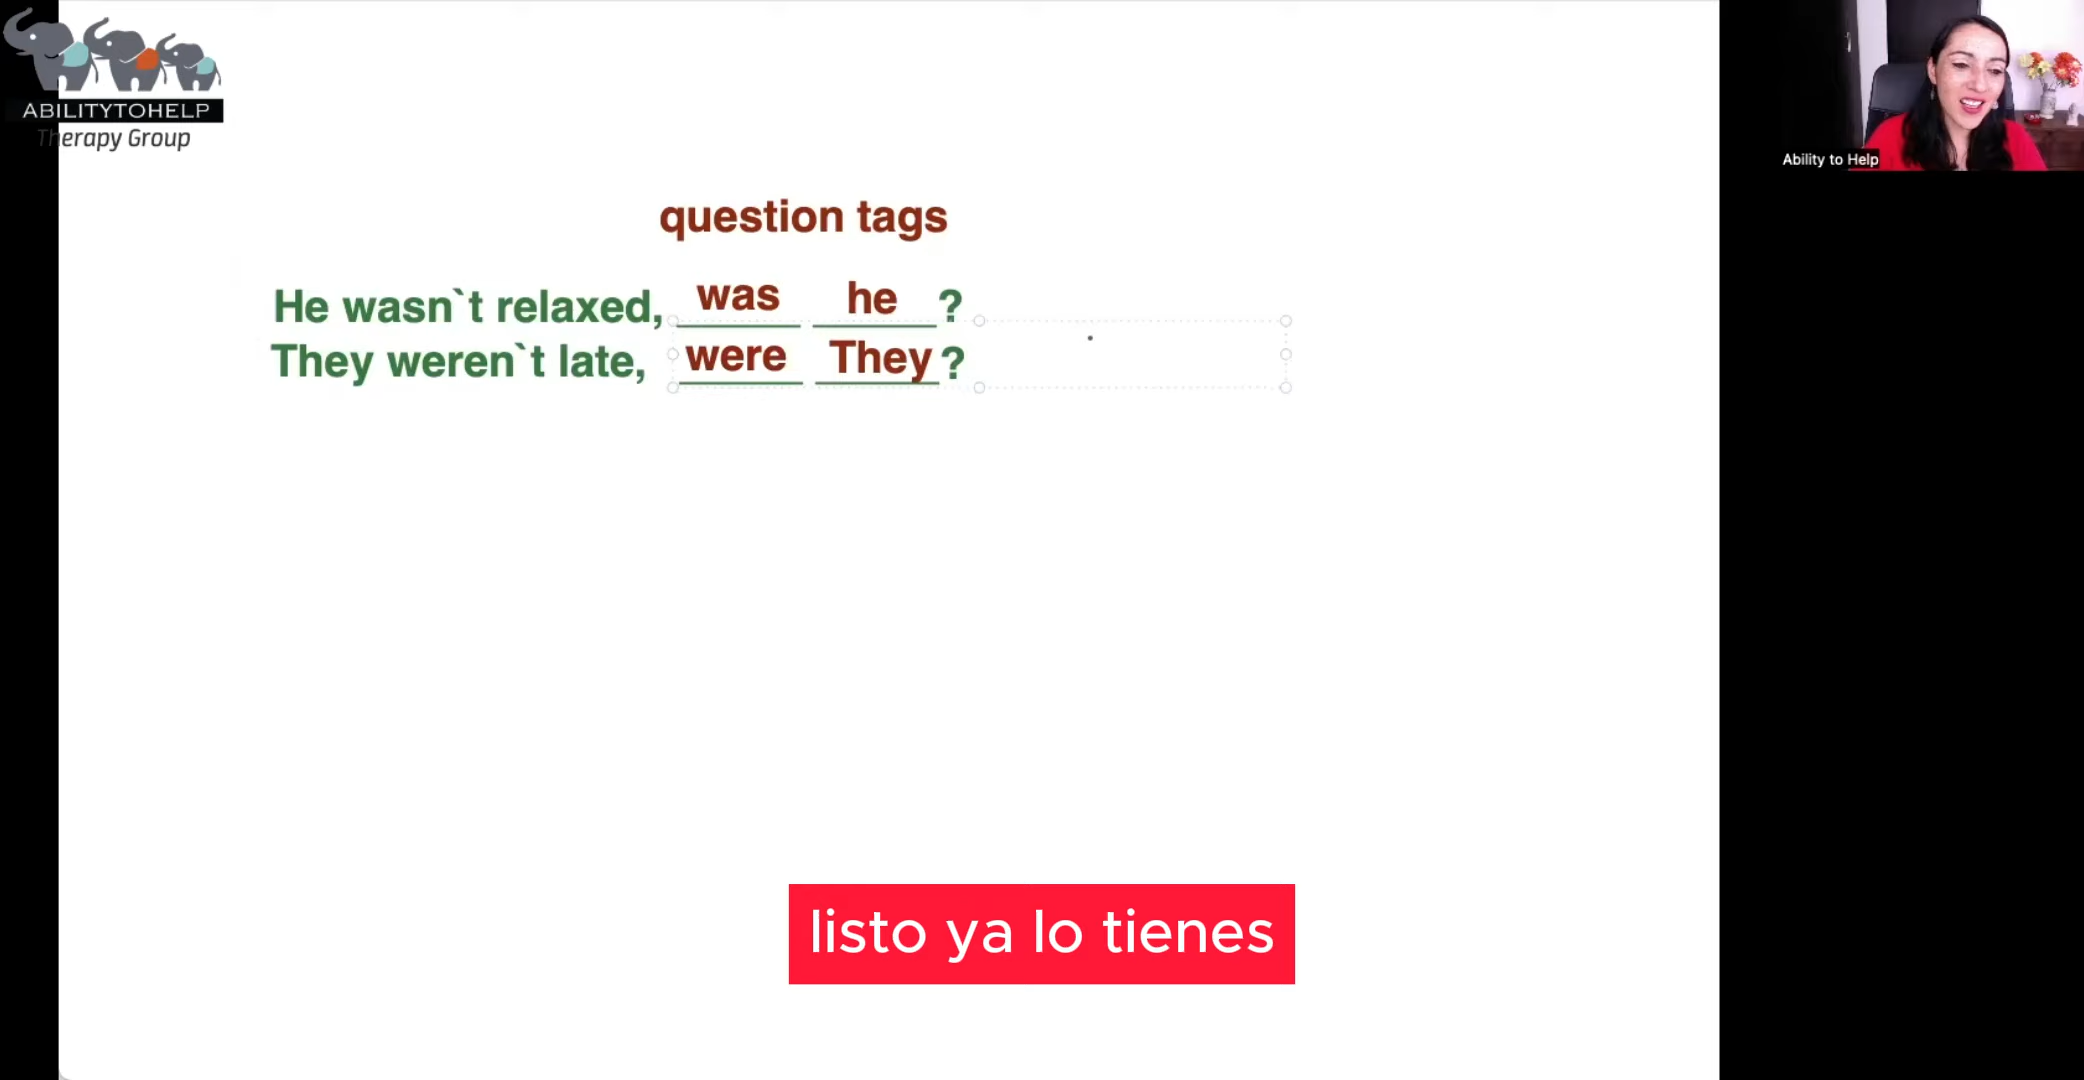 ABILITYTOHELP
Therapy Group
Ability to Help
question tags
He wasn`t relaxed, was he ?
They weren`t late, were They ?
listo ya lo tienes